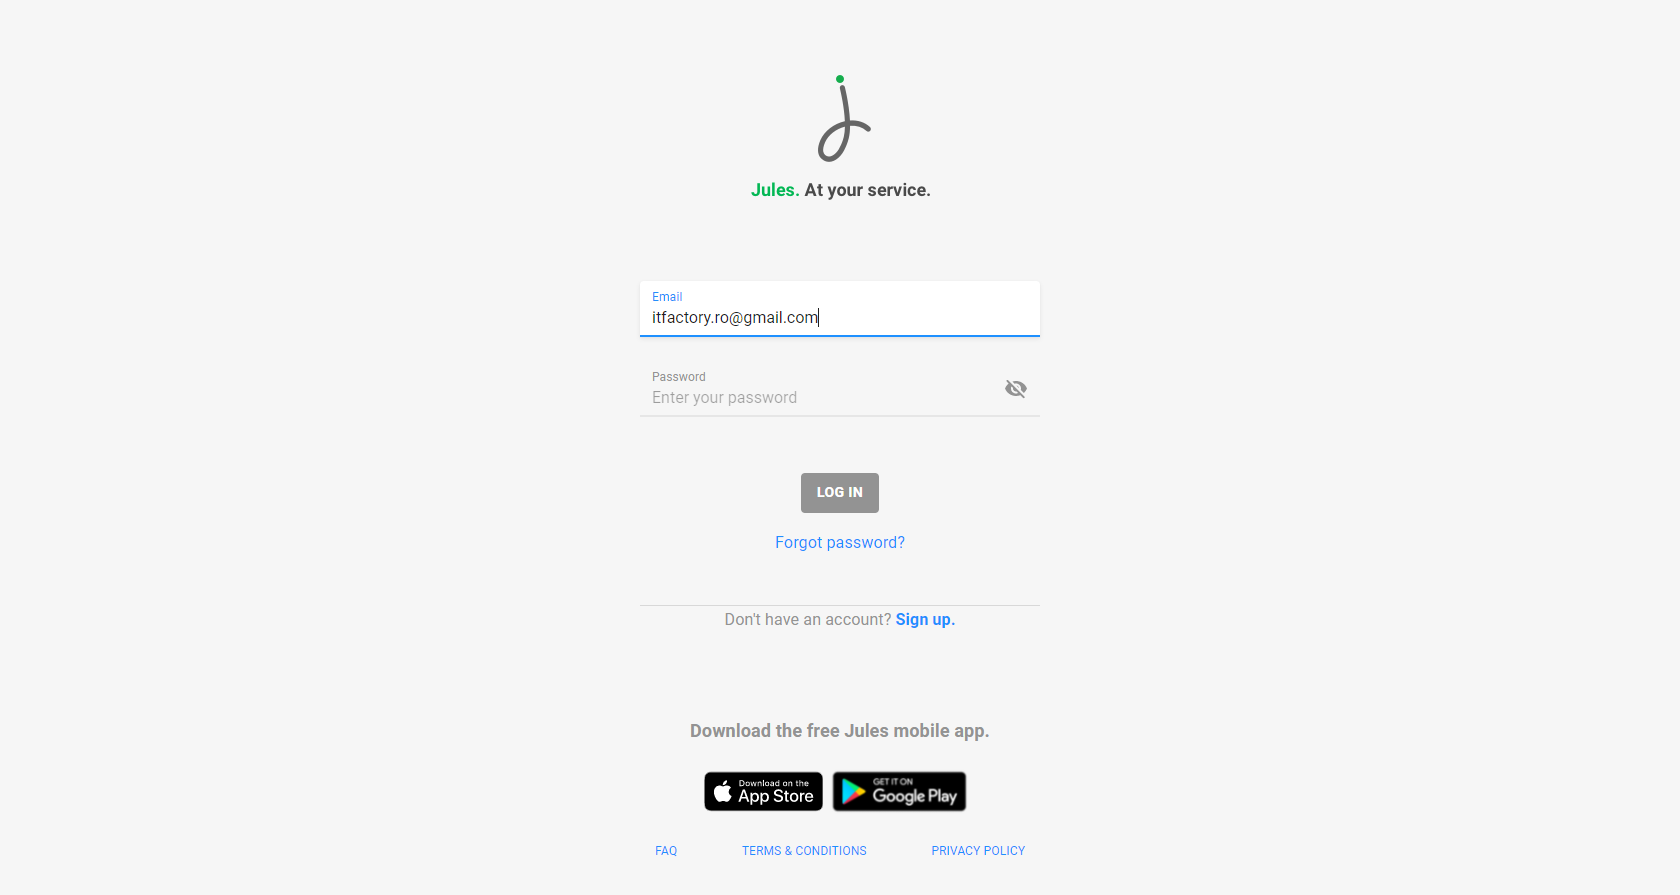 Jules. At your service.
Email
itfactory.ro@gmail.com
Password
Enter your password
LOG IN
Forgot password?
Don't have an account? Sign up.
Download the free Jules mobile app.
Download on the
App Store
GET IT ON
Google Play
FAQ
TERMS & CONDITIONS
PRIVACY POLICY